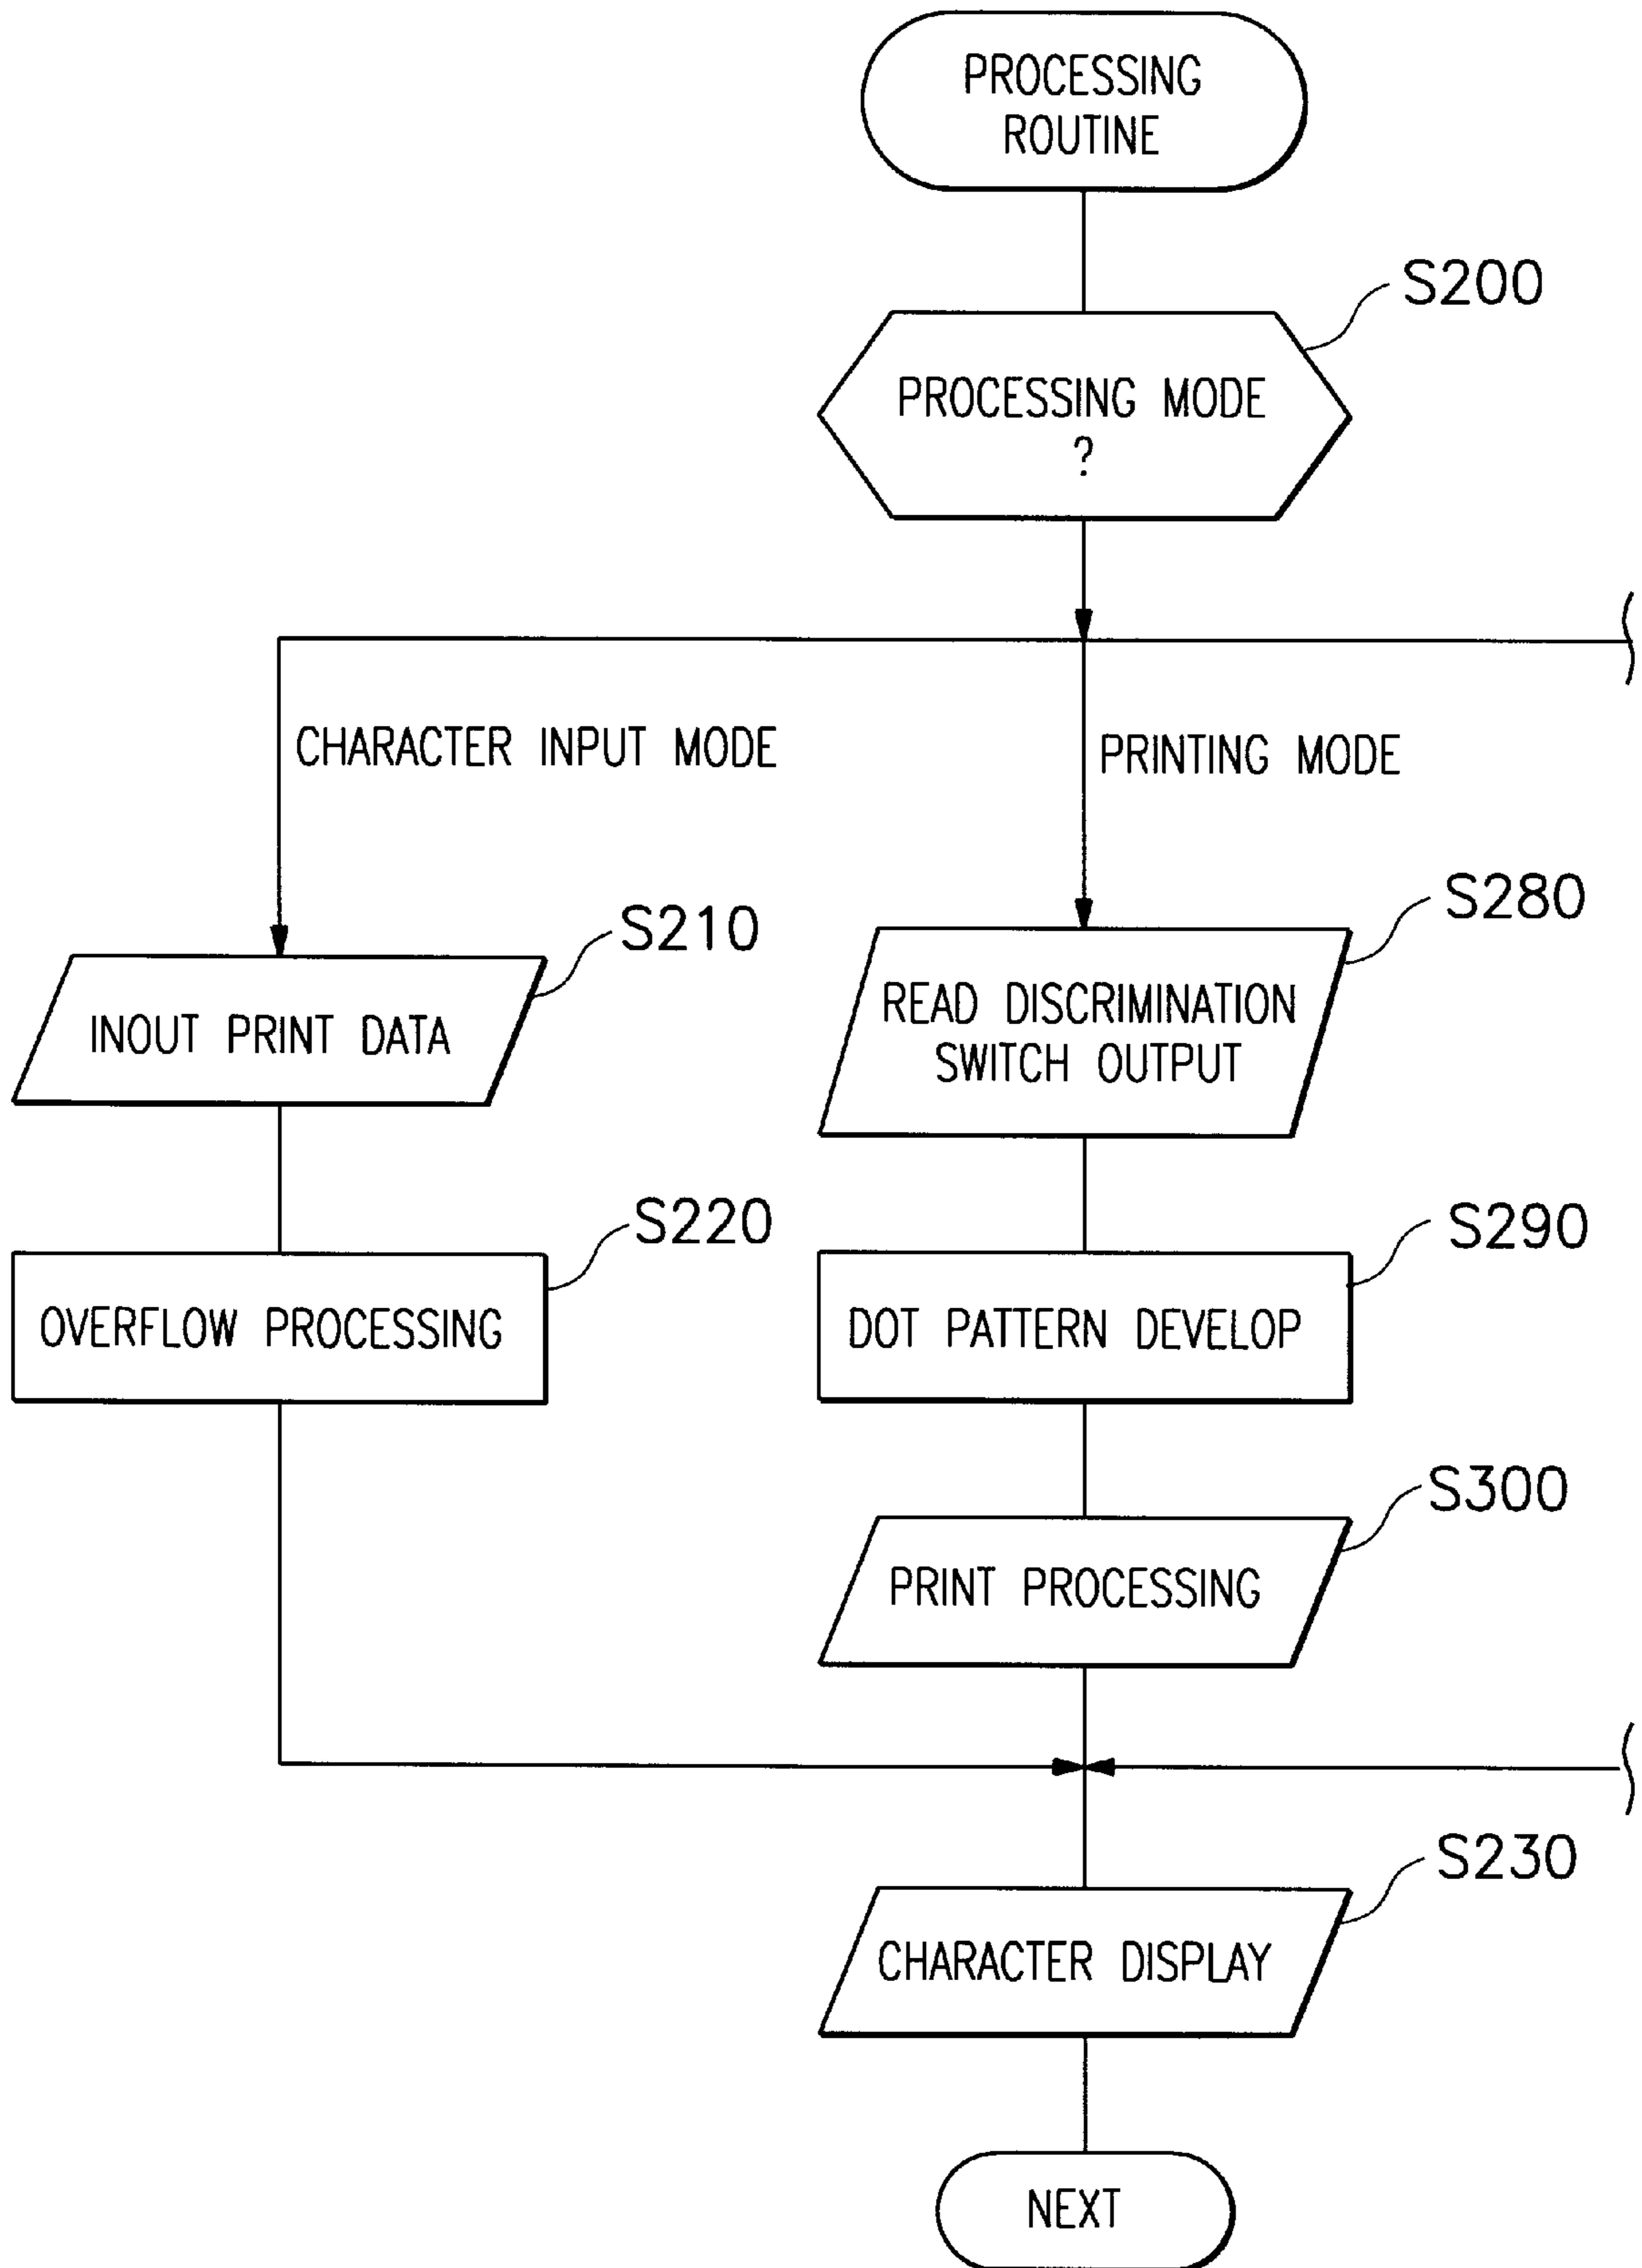 PROCESSING
ROUTINE
S200
PROCESSING MODE
?
CHARACTER INPUT MODE
PRINTING MODE
S210
INOUT PRINT DATA
S280
READ DISCRIMINATION
SWITCH OUTPUT
S220
OVERFLOW PROCESSING
S290
DOT PATTERN DEVELOP
S300
PRINT PROCESSING
S230
CHARACTER DISPLAY
NEXT